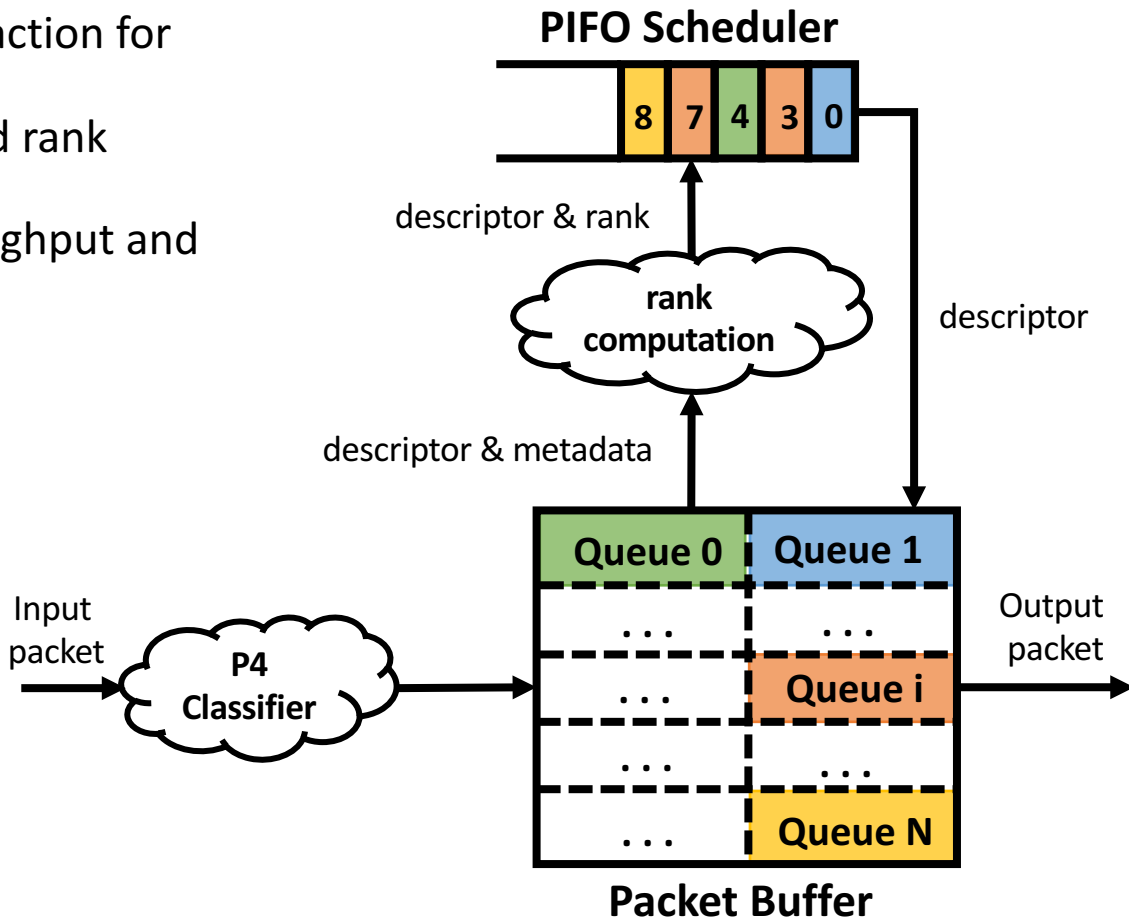 nction for
d rank
ghput and
PIFO Scheduler
8 7 4 3 0
descriptor & rank
rank
computation
descriptor
descriptor & metadata
Queue 0 Queue 1
... ...
... Queue i
... ...
... Queue N
Input
packet
P4
Classifier
Output
packet
Packet Buffer